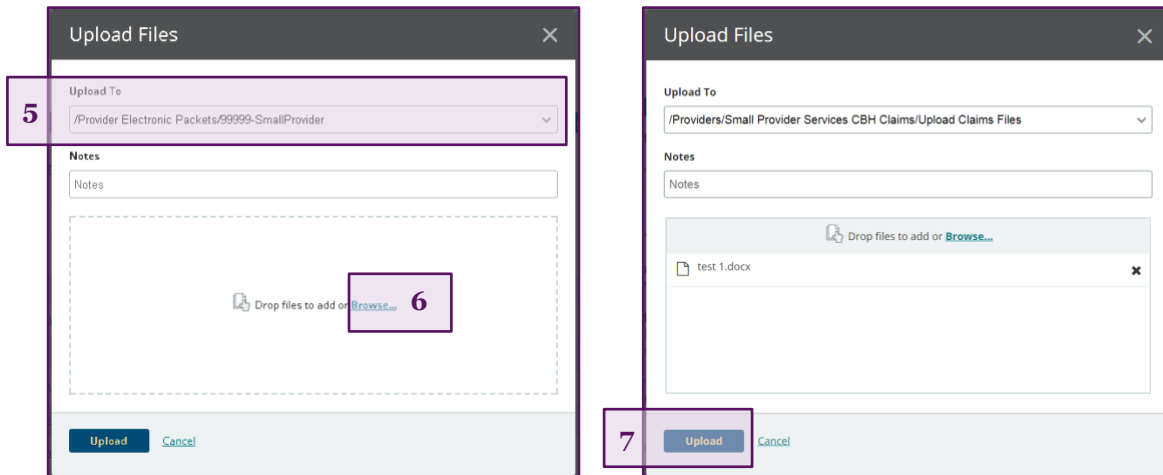 Upload Files
5
Upload To
/Provider Electronic Packets/99999-SmallProvider
Notes
Notes
Drop files to add or Browse...
6
Upload
Cancel
Upload Files
Upload To
/Providers/Small Provider Services CBH Claims/Upload Claims Files
Notes
Notes
Drop files to add or Browse...
test 1.docx
7
Upload
Cancel